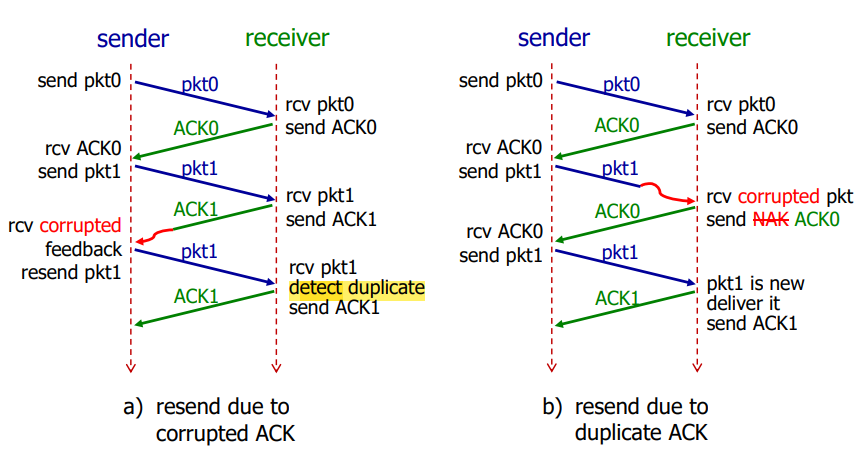 sender
receiver
send pkt0
pkt0
rcv pkt0
send ACK0
ACK0
rcv ACK0
send pkt1
pkt1
rcv pkt1
send ACK1
ACK1
rcv corrupted
feedback
resend pkt1
pkt1
rcv pkt1
detect duplicate
send ACK1
ACK1
a) resend due to
corrupted ACK
sender
receiver
send pkt0
pkt0
rcv pkt0
send ACK0
ACK0
rcv ACK0
send pkt1
pkt1
rcv corrupted pkt
send NAK ACK0
ACK0
rcv ACK0
send pkt1
pkt1
pkt1 is new
deliver it
send ACK1
ACK1
b) resend due to
duplicate ACK